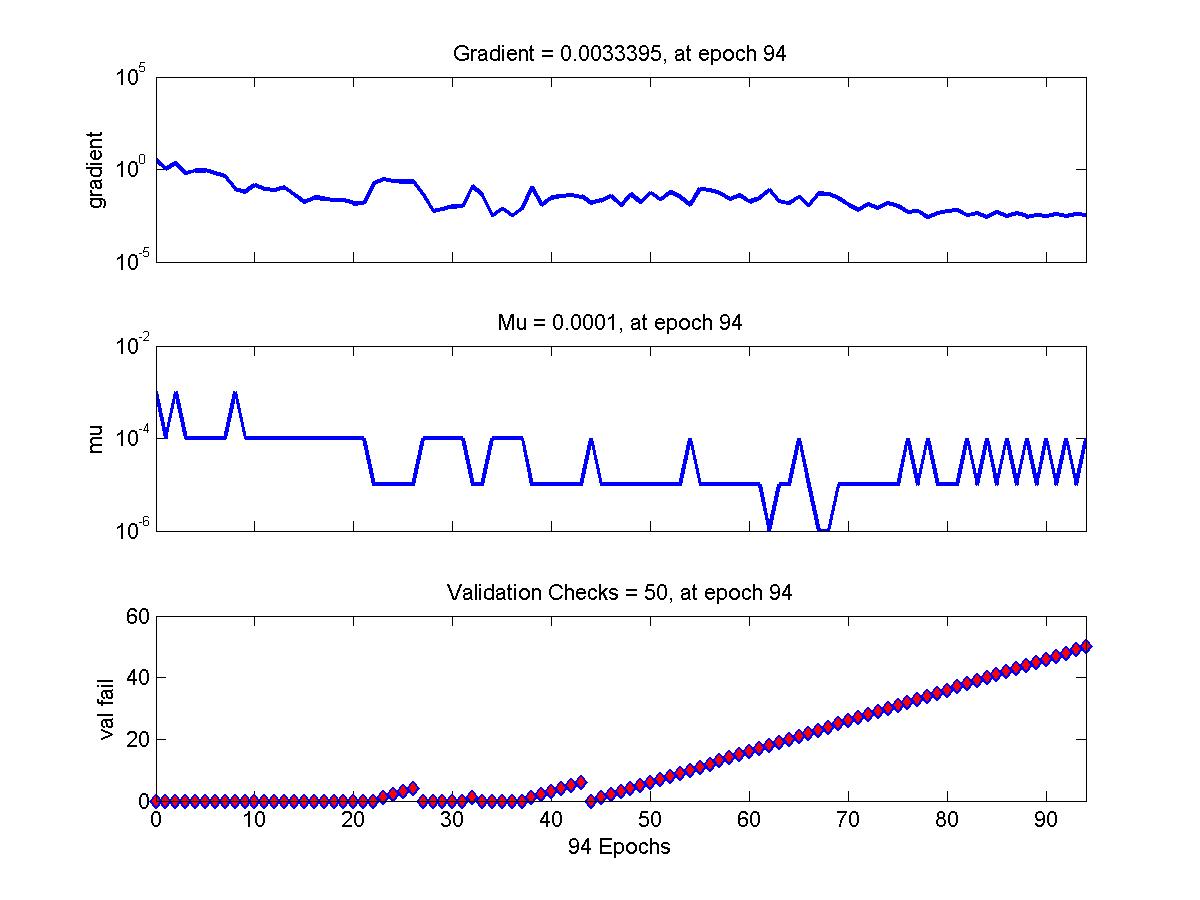 Gradient = 0.0033395, at epoch 94
10^5
10^0
10^-5
gradient
Mu = 0.0001, at epoch 94
10^-2
10^-4
10^-6
mu
Validation Checks = 50, at epoch 94
60
40
20
0
val fail
0 10 20 30 40 50 60 70 80 90
94 Epochs